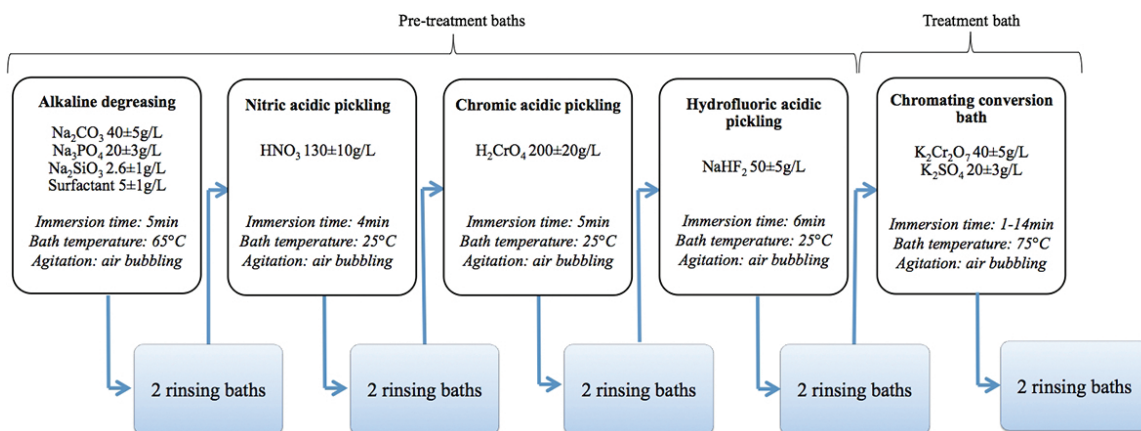 Pre-treatment baths
Treatment bath
Alkaline degreasing
Na₂CO₃ 40±5g/L
Na₃PO₄ 20±3g/L
Na₂SiO₃ 2.6±1g/L
Surfactant 5±1g/L
Immersion time: 5min
Bath temperature: 65°C
Agitation: air bubbling
Nitric acidic pickling
HNO₃ 130±10g/L
Immersion time: 4min
Bath temperature: 25°C
Agitation: air bubbling
Chromic acidic pickling
H₂CrO₄ 200±20g/L
Immersion time: 5min
Bath temperature: 25°C
Agitation: air bubbling
Hydrofluoric acidic
pickling
NaHF₂ 50±5g/L
Immersion time: 6min
Bath temperature: 25°C
Agitation: air bubbling
Chromating conversion
bath
K₂Cr₂O₇ 40±5g/L
K₂SO₄ 20±3g/L
Immersion time: 1-14min
Bath temperature: 75°C
Agitation: air bubbling
2 rinsing baths
2 rinsing baths
2 rinsing baths
2 rinsing baths
2 rinsing baths